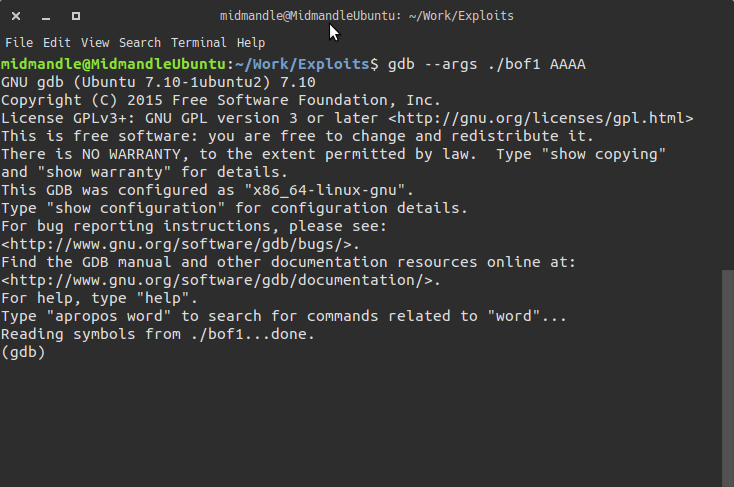 midmandle@MidmandleUbuntu: ~/Work/Exploits
File Edit View Search Terminal Help
midmandle@MidmandleUbuntu:~/Work/Exploits$ gdb --args ./bof1 AAAA
GNU gdb (Ubuntu 7.10-1ubuntu2) 7.10
Copyright (C) 2015 Free Software Foundation, Inc.
License GPLv3+: GNU GPL version 3 or later <http://gnu.org/licenses/gpl.html>
This is free software: you are free to change and redistribute it.
There is NO WARRANTY, to the extent permitted by law.  Type "show copying"
and "show warranty" for details.
This GDB was configured as "x86_64-linux-gnu".
Type "show configuration" for configuration details.
For bug reporting instructions, please see:
<http://www.gnu.org/software/gdb/bugs/>.
Find the GDB manual and other documentation resources online at:
<http://www.gnu.org/software/gdb/documentation/>.
For help, type "help".
Type "apropos word" to search for commands related to "word"...
Reading symbols from ./bof1...done.
(gdb)